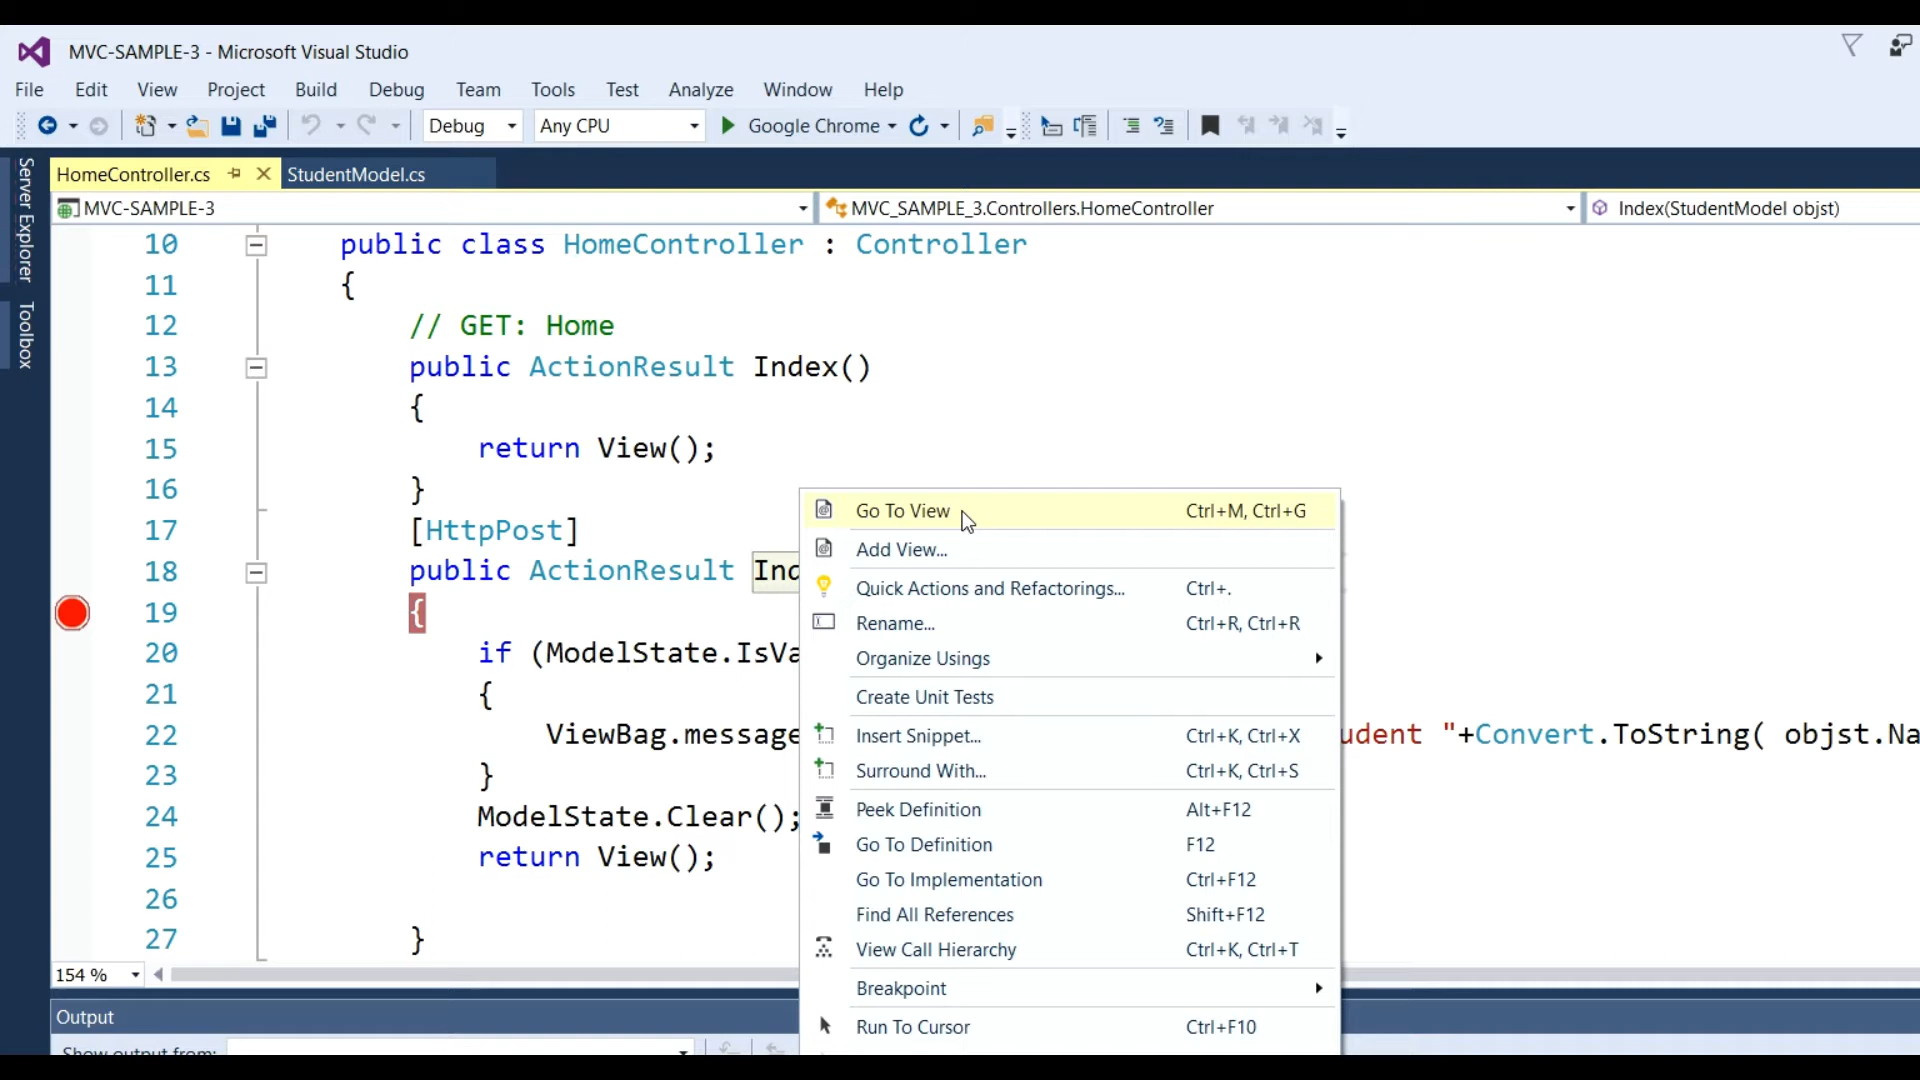 MVC-SAMPLE-3 - Microsoft Visual Studio
File Edit View Project Build Debug Team Tools Test Analyze Window Help
Debug Any CPU Google Chrome
Server Explorer
Toolbox
HomeController.cs StudentModel.cs
MVC-SAMPLE-3 MVC_SAMPLE_3.Controllers.HomeController Index(StudentModel objst)
10 public class HomeController : Controller
11 {
12 // GET: Home
13 public ActionResult Index()
14 {
15 return View();
16 }
17 [HttpPost]
18 public ActionResult Ind
19 {
20 if (ModelState.IsVa
21 {
22 ViewBag.message udent "+Convert.ToString( objst.Na
23 }
24 ModelState.Clear();
25 return View();
26
27 }
Go To View Ctrl+M, Ctrl+G
Add View...
Quick Actions and Refactorings... Ctrl+.
Rename... Ctrl+R, Ctrl+R
Organize Usings
Create Unit Tests
Insert Snippet... Ctrl+K, Ctrl+X
Surround With... Ctrl+K, Ctrl+S
Peek Definition Alt+F12
Go To Definition F12
Go To Implementation Ctrl+F12
Find All References Shift+F12
View Call Hierarchy Ctrl+K, Ctrl+T
Breakpoint
Run To Cursor Ctrl+F10
154 %
Output
Show output from: